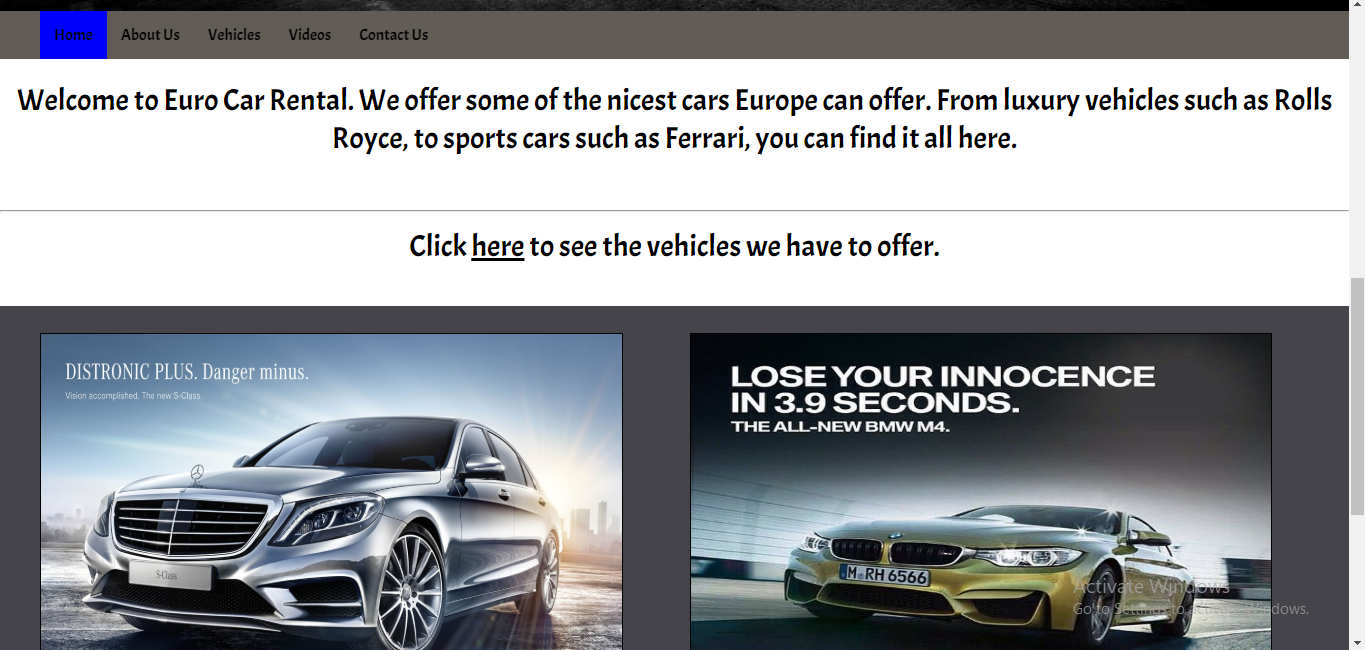 Home About Us Vehicles Videos Contact Us
Welcome to Euro Car Rental. We offer some of the nicest cars Europe can offer. From luxury vehicles such as Rolls
Royce, to sports cars such as Ferrari, you can find it all here.
Click here to see the vehicles we have to offer.
DISTRONIC PLUS. Danger minus.
Vision accomplished. The new S-Class.
S-Class
LOSE YOUR INNOCENCE
IN 3.9 SECONDS.
THE ALL-NEW BMW M4.
M RH 6566
Activate Windows
Go to Settings to activate Windows.